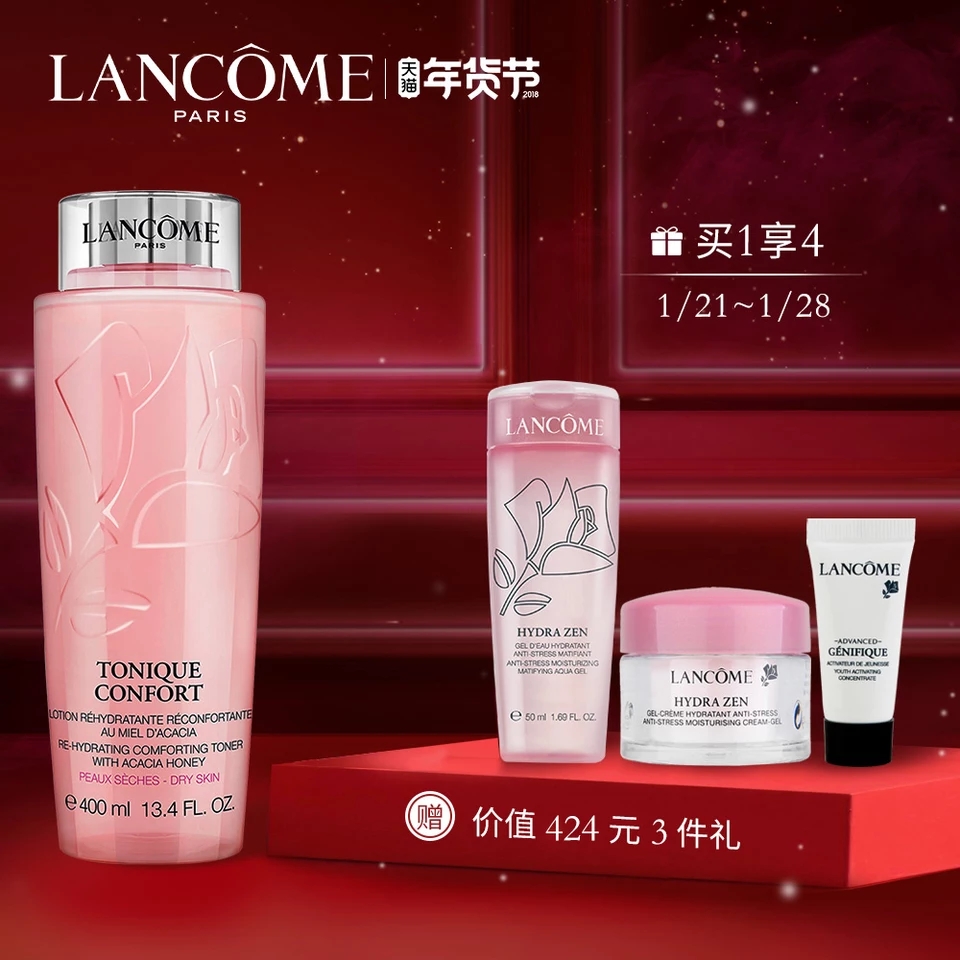 LANCÔME
PARIS
天猫 年货节
2018
LANCÔME
PARIS
TONIQUE
CONFORT
LOTION RÉHYDRATANTE RÉCONFORTANTE
AU MIEL D'ACACIA
RE-HYDRATING COMFORTING TONER
WITH ACACIA HONEY
PEAUX SÈCHES - DRY SKIN
℮400 ml 13.4 FL. OZ.
买1享4
1/21~1/28
LANCÔME
HYDRA ZEN
GEL D'EAU HYDRATANT
ANTI-STRESS MATIFIANT
ANTI-STRESS MOISTURIZING
MATIFYING AQUA GEL
℮ 50 ml 1.69 FL. OZ.
LANCÔME
HYDRA ZEN
GEL-CRÈME HYDRATANT ANTI-STRESS
ANTI-STRESS MOISTURISING CREAM-GEL
LANCÔME
-ADVANCED-
GÉNIFIQUE
ACTIVATEUR DE JEUNESSE
YOUTH ACTIVATING
CONCENTRATE
赠 价值 424 元 3 件礼